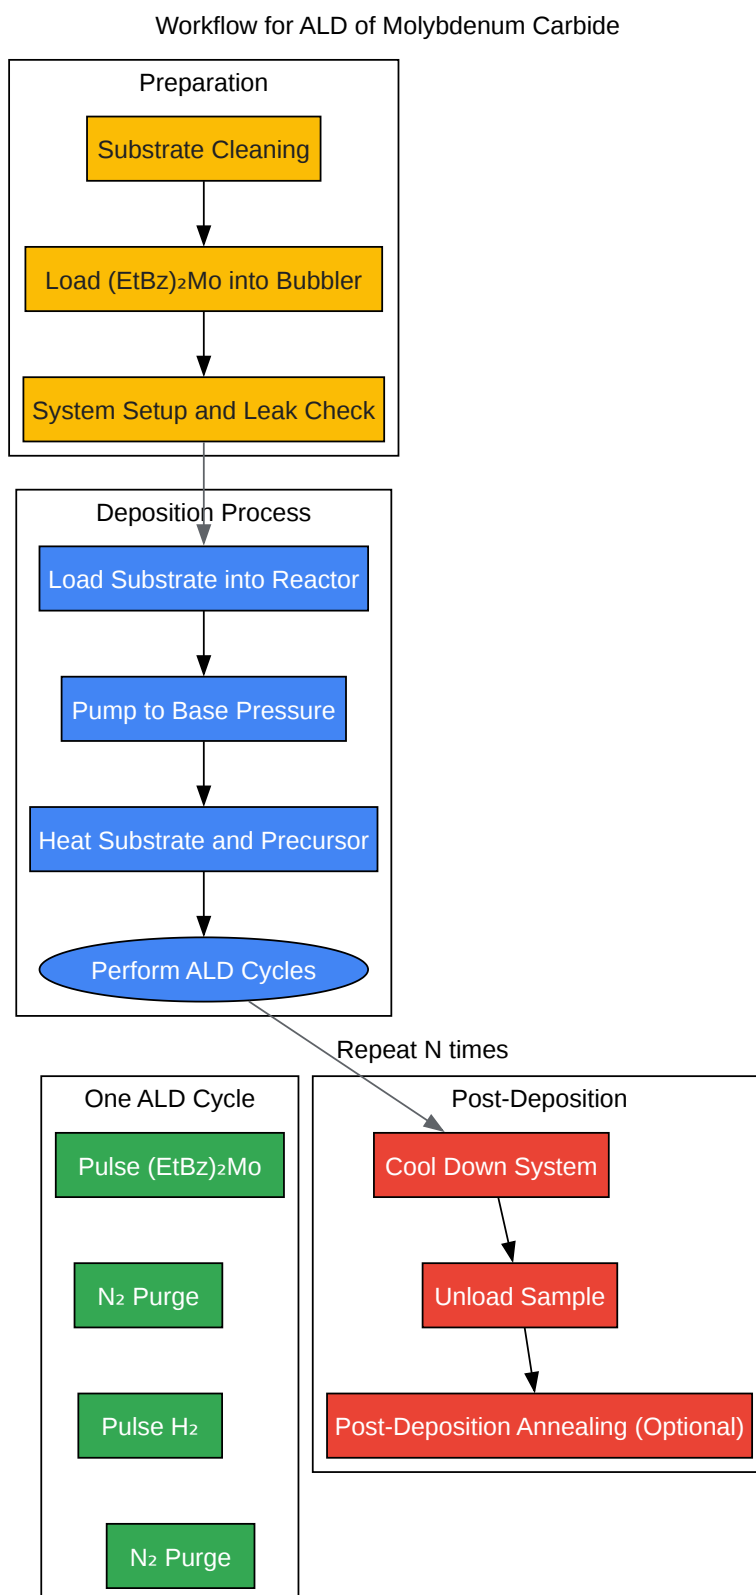 Workflow for ALD of Molybdenum Carbide
Preparation
Substrate Cleaning
Load (EtBz)₂Mo into Bubbler
System Setup and Leak Check
Deposition Process
Load Substrate into Reactor
Pump to Base Pressure
Heat Substrate and Precursor
Perform ALD Cycles
Repeat N times
One ALD Cycle
Pulse (EtBz)₂Mo
N₂ Purge
Pulse H₂
N₂ Purge
Post-Deposition
Cool Down System
Unload Sample
Post-Deposition Annealing (Optional)